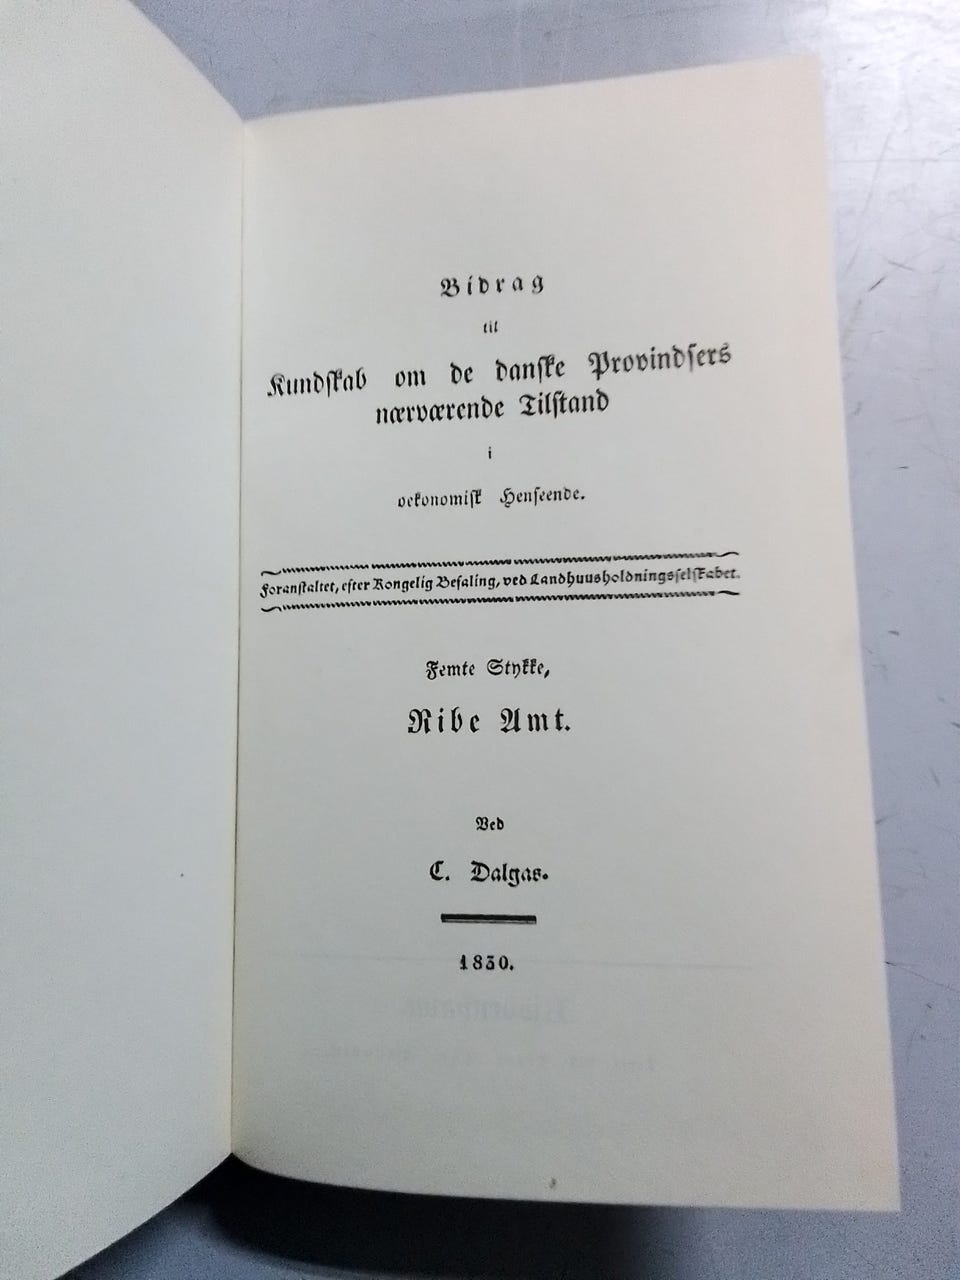 Bidrag
til
Kundskab om de danske Provindsers
nærværende Tilstand
i
oekonomisk Henseende.
Foranstaltet, efter Kongelig Befaling, ved Landhuusholdningsselskabet.
Femte Stykke,
Ribe Amt.
Ved
C. Dalgas.
1830.